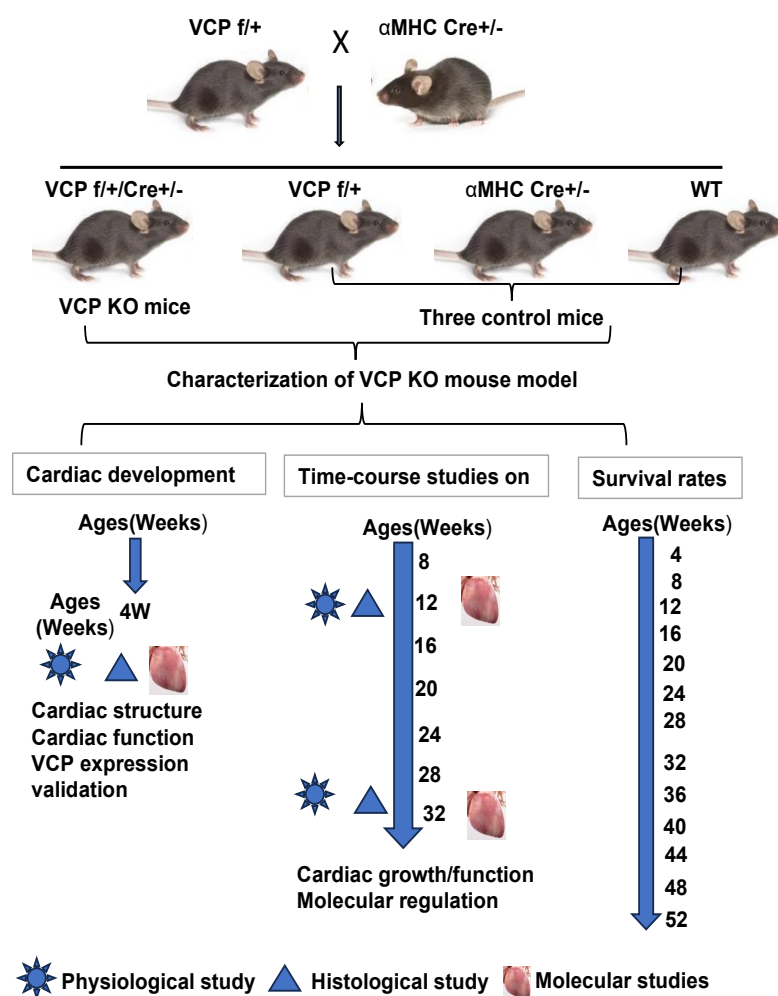 VCP f/+ X αMHC Cre+/-
VCP f/+/Cre+/- VCP f/+ αMHC Cre+/- WT
VCP KO mice Three control mice
Characterization of VCP KO mouse model
Cardiac development
Ages(Weeks)
Ages
(Weeks) 4W
Cardiac structure
Cardiac function
VCP expression
validation
Time-course studies on
Ages(Weeks)
8
12
16
20
24
28
32
Cardiac growth/function
Molecular regulation
Survival rates
Ages(Weeks)
4
8
12
16
20
24
28
32
36
40
44
48
52
Physiological study Histological study Molecular studies